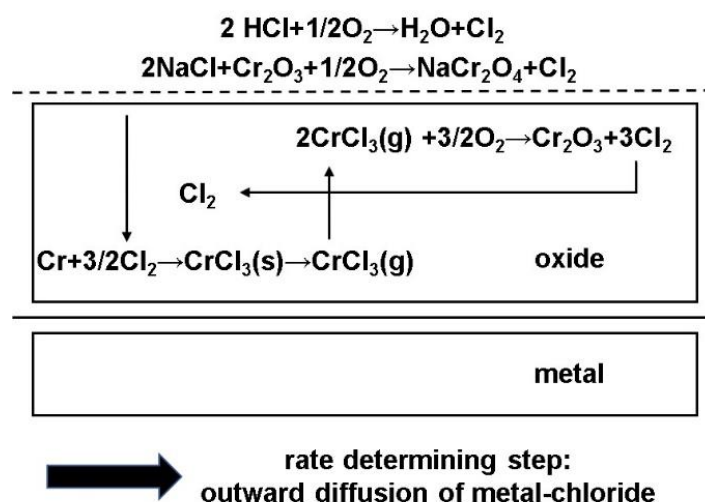 2 HCl+1/2O₂→H₂O+Cl₂
2NaCl+Cr₂O₃+1/2O₂→NaCr₂O₄+Cl₂
2CrCl₃(g) +3/2O₂→Cr₂O₃+3Cl₂
Cl₂
Cr+3/2Cl₂→CrCl₃(s)→CrCl₃(g)
oxide
metal
rate determining step:
outward diffusion of metal-chloride